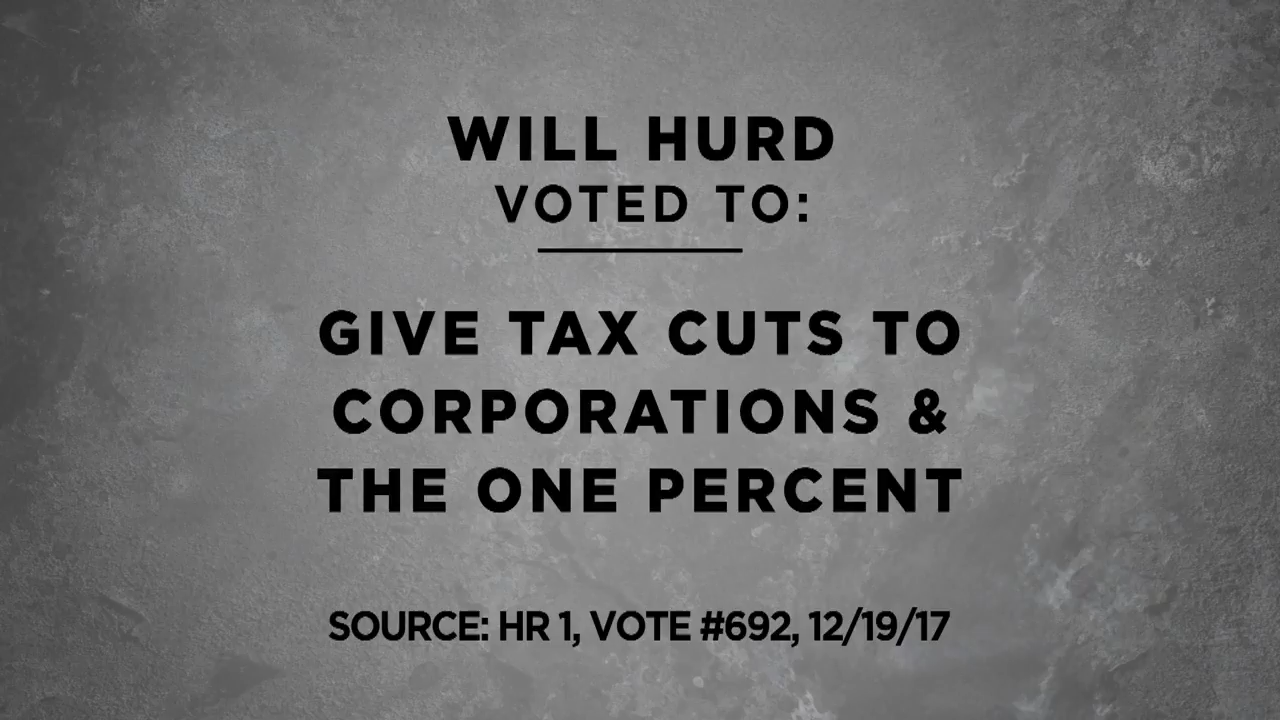 WILL HURD
VOTED TO:
GIVE TAX CUTS TO
CORPORATIONS &
THE ONE PERCENT
SOURCE: HR 1, VOTE #692, 12/19/17